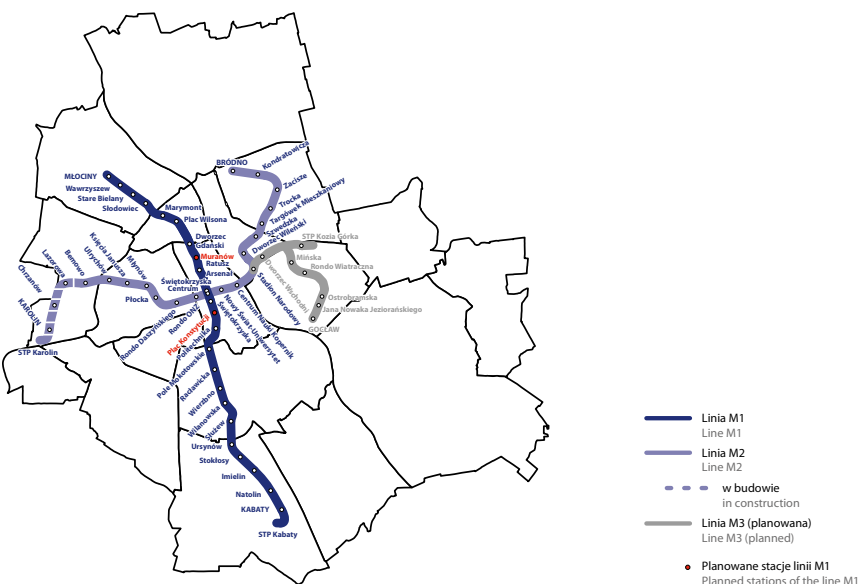 MŁOCINY
Wawrzyszew
Stare Bielany
Słodowiec
Marymont
Plac Wilsona
Dworzec
Gdański
Muranów
Ratusz
Arsenał
Świętokrzyska
Centrum
Plac Konstytucji
Politechnika
Pole Mokotowskie
Racławicka
Wierzbno
Wilanowska
Służew
Ursynów
Stokłosy
Imielin
Natolin
KABATY
STP Kabaty
BRÓDNO
Kondratowicza
Zacisze
Trocka
Targówek Mieszkaniowy
Szwedzka
Dworzec Wileński
Stadion Narodowy
Centrum Nauki Kopernik
Nowy Świat-Uniwersytet
Świętokrzyska
Rondo ONZ
Rondo Daszyńskiego
Płocka
Młynów
Księcia Janusza
Ulrychów
Bemowo
Lazurowa
Chrzanów
KAROLIN
STP Karolin
STP Kozia Górka
Dworzec Wschodni
Mińska
Rondo Wiatraczna
Ostrobramska
Jana Nowaka Jeziorańskiego
GOCŁAW
Linia M1
Line M1
Linia M2
Line M2
w budowie
in construction
Linia M3 (planowana)
Line M3 (planned)
Planowane stacje linii M1
Planned stations of the line M1